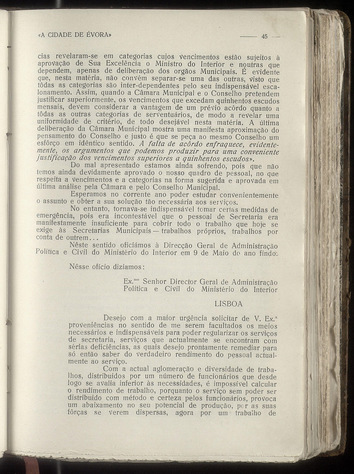 «A CIDADE DE ÉVORA» 45
cias revelaram-se em categorias cujos vencimentos estão sujeitos à
aprovação de Sua Excelência o Ministro do Interior e noutras que
dependem, apenas de deliberação dos orgãos Municipais. É evidente
que, nesta matéria, não convém separar-se uma das outras, visto que
tôdas as categorias são inter-dependentes pelo seu indispensável esca-
lonamento. Assim, quando a Câmara Municipal e o Conselho pretendem
justificar superiormente, os vencimentos que excedam quinhentos escudos
mensais, devem considerar a vantagem de um prévio acôrdo quanto a
tôdas as outras categorias de serventuários, de modo a revelar uma
uniformidade de critério, de todo desejável nesta matéria. A última
deliberação da Câmara Municipal mostra uma manifesta aproximação do
pensamento do Conselho e justo é que se peça ao mesmo Conselho um
esfôrço em idêntico sentido. A falta de acôrdo enfraquece, evidente-
mente, os argumentos que podemos produzir para uma conveniente
justificação dos vencimentos superiores a quinhentos escudos».
Do mal apresentado estamos ainda sofrendo, pois que não
temos ainda devidamente aprovado o nosso quadro de pessoal, no que
respeita a vencimentos e a categorias na forma sugerida e aprovada em
última análise pela Câmara e pelo Conselho Municipal.
Esperamos no corrente ano poder estudar convenientemente
o assunto e obter a sua solução tão necessária aos serviços.
No entanto, tornava-se indispensável tomar certas medidas de
emergência, pois era incontestável que o pessoal de Secretaria era
manifestamente insuficiente para cobrir todo o trabalho que hoje se
exige às Secretarias Municipais — trabalhos próprios, trabalhos por
conta de outrem...
Nêste sentido oficiámos à Direcção Geral de Administração
Política e Civil do Ministério do Interior em 9 de Maio do ano findo:
Nêsse ofício dizíamos:
Ex.mo Senhor Director Geral de Administração
Política e Civil do Ministério do Interior
LISBOA
Desejo com a maior urgência solicitar de V. Ex.ª
proveniências no sentido de me serem facultados os meios
necessários e indispensáveis para poder regularizar os serviços
de secretaria, serviços que actualmente se encontram com
sérias deficiências, as quais desejo prontamente remediar para
só então saber do verdadeiro rendimento do pessoal actual-
mente ao serviço.
Com a actual aglomeração e diversidade de traba-
lhos, distribuídos por um número de funcionários que desde
logo se avalia inferior às necessidades, é impossível calcular
o rendimento de trabalho, porquanto o serviço sem poder ser
distribuído com método e certeza pelos funcionários, provoca
um abaixamento no seu potencial de produção, por as suas
fôrças se verem dispersas, agora por um trabalho de